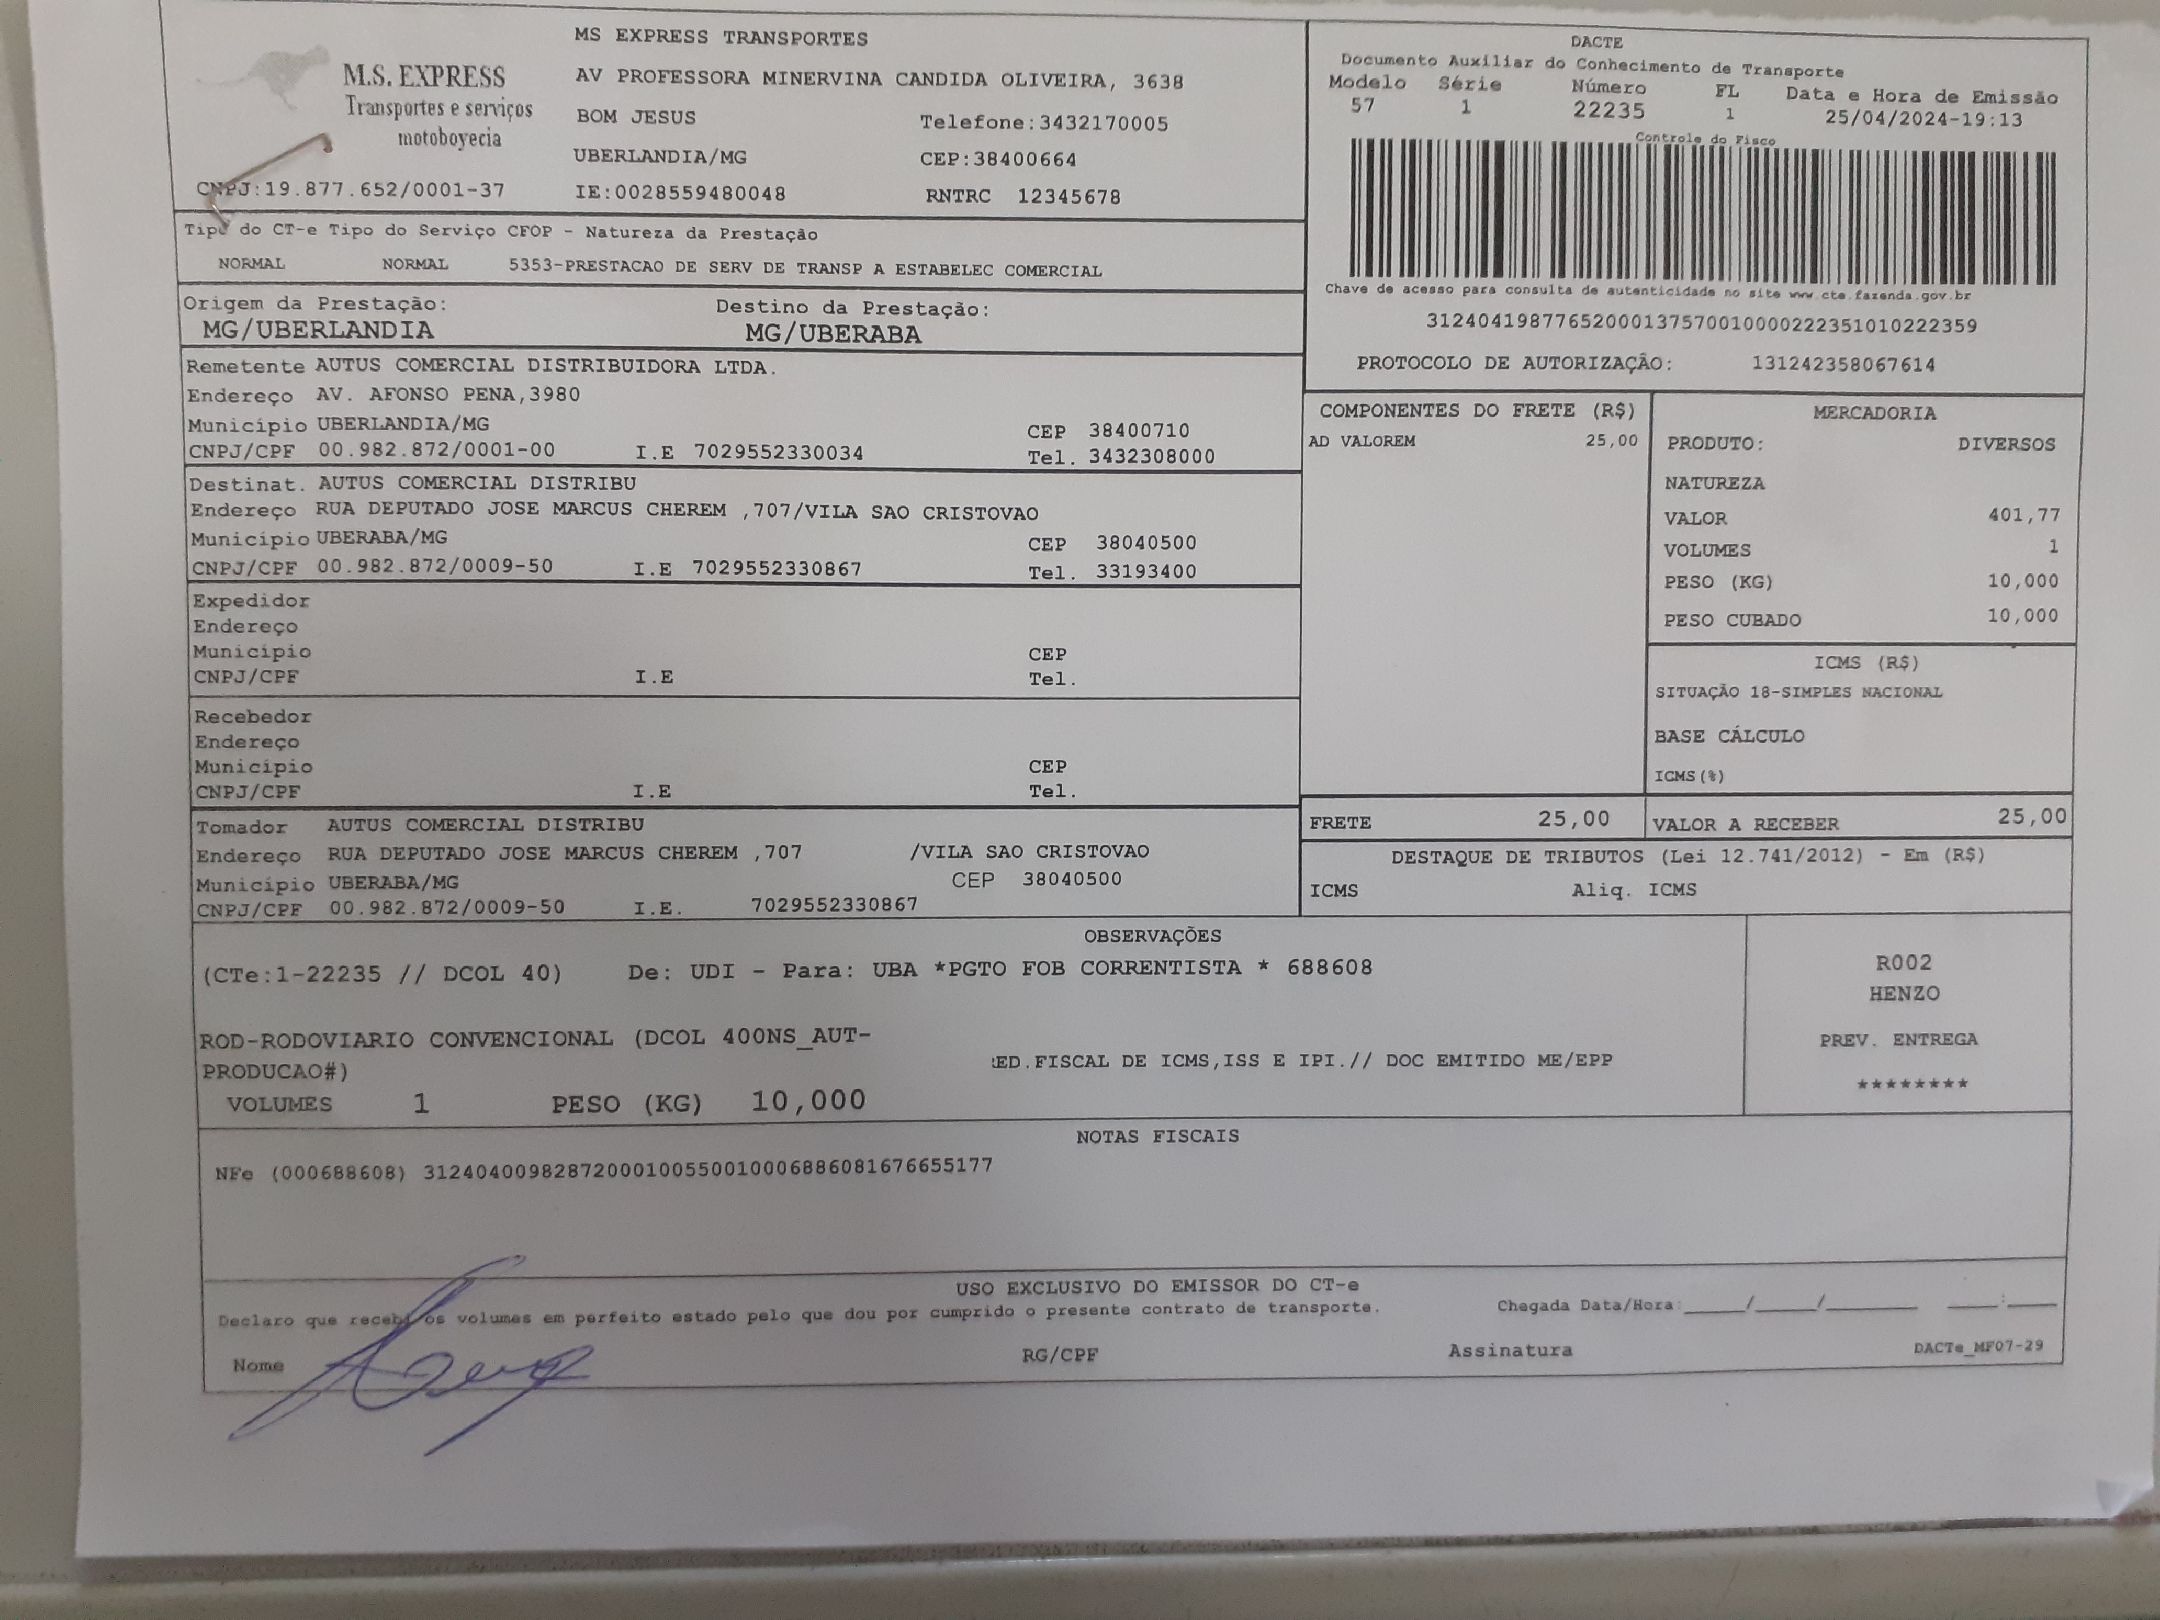 M.S. EXPRESS
Transportes e serviços
motoboyecia
CNPJ:19.877.652/0001-37
MS EXPRESS TRANSPORTES
AV PROFESSORA MINERVINA CANDIDA OLIVEIRA, 3638
BOM JESUS Telefone:3432170005
UBERLANDIA/MG CEP:38400664
IE:0028559480048 RNTRC 12345678
DACTE
Documento Auxiliar do Conhecimento de Transporte
Modelo Série Número FL Data e Hora de Emissão
57 1 22235 1 25/04/2024-19:13
Controle do Fisco
Chave de acesso para consulta de autenticidade no site www.cte.fazenda.gov.br
31240419877652000137570010000222351010222359
PROTOCOLO DE AUTORIZAÇÃO: 131242358067614
Tipo do CT-e Tipo do Serviço CFOP - Natureza da Prestação
NORMAL NORMAL 5353-PRESTACAO DE SERV DE TRANSP A ESTABELEC COMERCIAL
Origem da Prestação: Destino da Prestação:
MG/UBERLANDIA MG/UBERABA
Remetente AUTUS COMERCIAL DISTRIBUIDORA LTDA.
Endereço AV. AFONSO PENA,3980
Município UBERLANDIA/MG CEP 38400710
CNPJ/CPF 00.982.872/0001-00 I.E 7029552330034 Tel. 3432308000
Destinat. AUTUS COMERCIAL DISTRIBU
Endereço RUA DEPUTADO JOSE MARCUS CHEREM ,707/VILA SAO CRISTOVAO
Município UBERABA/MG CEP 38040500
CNPJ/CPF 00.982.872/0009-50 I.E 7029552330867 Tel. 33193400
Expedidor
Endereço
Município CEP
CNPJ/CPF I.E Tel.
Recebedor
Endereço
Município CEP
CNPJ/CPF I.E Tel.
Tomador AUTUS COMERCIAL DISTRIBU
Endereço RUA DEPUTADO JOSE MARCUS CHEREM ,707 /VILA SAO CRISTOVAO
Município UBERABA/MG CEP 38040500
CNPJ/CPF 00.982.872/0009-50 I.E. 7029552330867
COMPONENTES DO FRETE (R$)
AD VALOREM 25,00
MERCADORIA
PRODUTO: DIVERSOS
NATUREZA
VALOR 401,77
VOLUMES 1
PESO (KG) 10,000
PESO CUBADO 10,000
ICMS (R$)
SITUAÇÃO 18-SIMPLES NACIONAL
BASE CÁLCULO
ICMS(%)
FRETE 25,00 VALOR A RECEBER 25,00
DESTAQUE DE TRIBUTOS (Lei 12.741/2012) - Em (R$)
ICMS Aliq. ICMS
OBSERVAÇÕES
(CTe:1-22235 // DCOL 40) De: UDI - Para: UBA *PGTO FOB CORRENTISTA * 688608
ROD-RODOVIARIO CONVENCIONAL (DCOL 400NS_AUT-
PRODUCAO#) ED.FISCAL DE ICMS,ISS E IPI.// DOC EMITIDO ME/EPP
VOLUMES 1 PESO (KG) 10,000
R002
HENZO
PREV. ENTREGA
********
NOTAS FISCAIS
NFe (000688608) 31240400982872000100550010006886081676655177
USO EXCLUSIVO DO EMISSOR DO CT-e
Declaro que recebi os volumes em perfeito estado pelo que dou por cumprido o presente contrato de transporte. Chegada Data/Hora:____/____/______ ___:___
Nome RG/CPF Assinatura DACTe_MF07-29